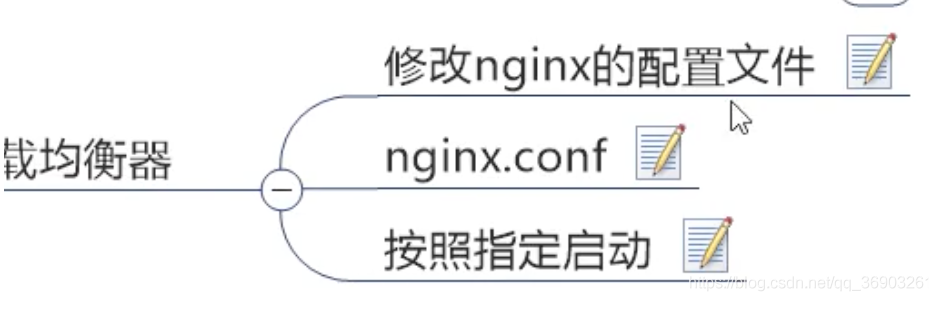 修改nginx的配置文件
载均衡器
nginx.conf
按照指定启动
https://blog.csdn.net/qq_3690326